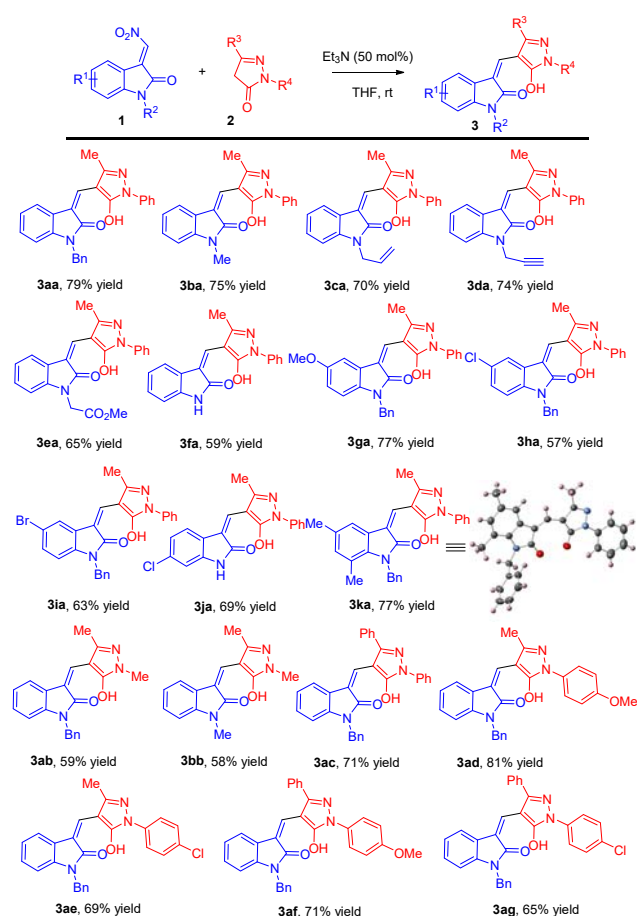 NO₂
R¹
O
N
R²
1
+
R³
N
N
R⁴
O
2
Et₃N (50 mol%)
THF, rt
R³
N
N
R⁴
OH
R¹
O
N
R²
3
Me
N
N
Ph
OH
O
N
Bn
3aa, 79% yield
Me
N
N
Ph
OH
O
N
Me
3ba, 75% yield
Me
N
N
Ph
OH
O
N
3ca, 70% yield
Me
N
N
Ph
OH
O
N
3da, 74% yield
Me
N
N
Ph
OH
O
N
CO₂Me
3ea, 65% yield
Me
N
N
Ph
OH
O
N
H
3fa, 59% yield
Me
N
N
Ph
OH
MeO
O
N
Bn
3ga, 77% yield
Me
N
N
Ph
OH
Cl
O
N
Bn
3ha, 57% yield
Me
N
N
Ph
OH
Br
O
N
Bn
3ia, 63% yield
Me
N
N
Ph
OH
O
Cl
N
H
3ja, 69% yield
Me
N
N
Ph
OH
Me
O
N
Me
Bn
3ka, 77% yield
Me
N
N
Me
OH
O
N
Bn
3ab, 59% yield
Me
N
N
Me
OH
O
N
Me
3bb, 58% yield
Ph
N
N
Ph
OH
O
N
Bn
3ac, 71% yield
Me
N
N
OH
O
OMe
N
Bn
3ad, 81% yield
Me
N
N
OH
Cl
O
N
Bn
3ae, 69% yield
Ph
N
N
OH
OMe
O
N
Bn
3af, 71% yield
Ph
N
N
OH
Cl
O
N
Bn
3ag, 65% yield